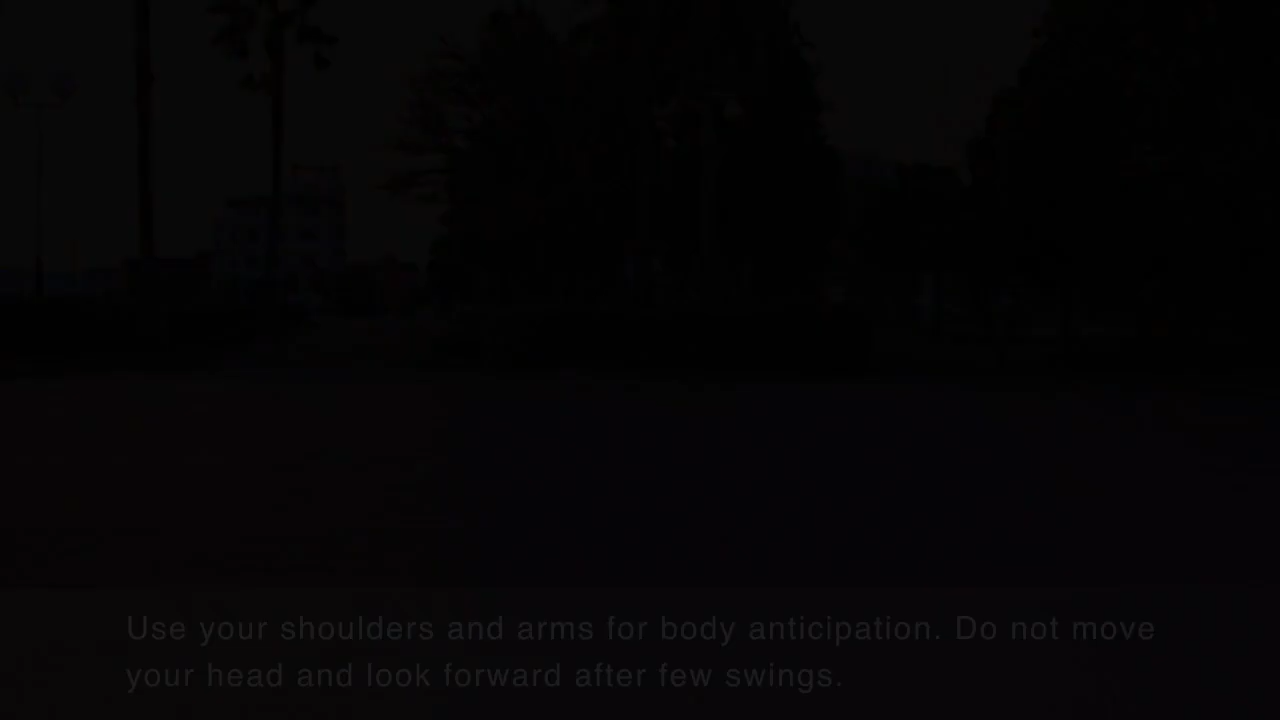 Use your shoulders and arms for body anticipation. Do not move
your head and look forward after few swings.